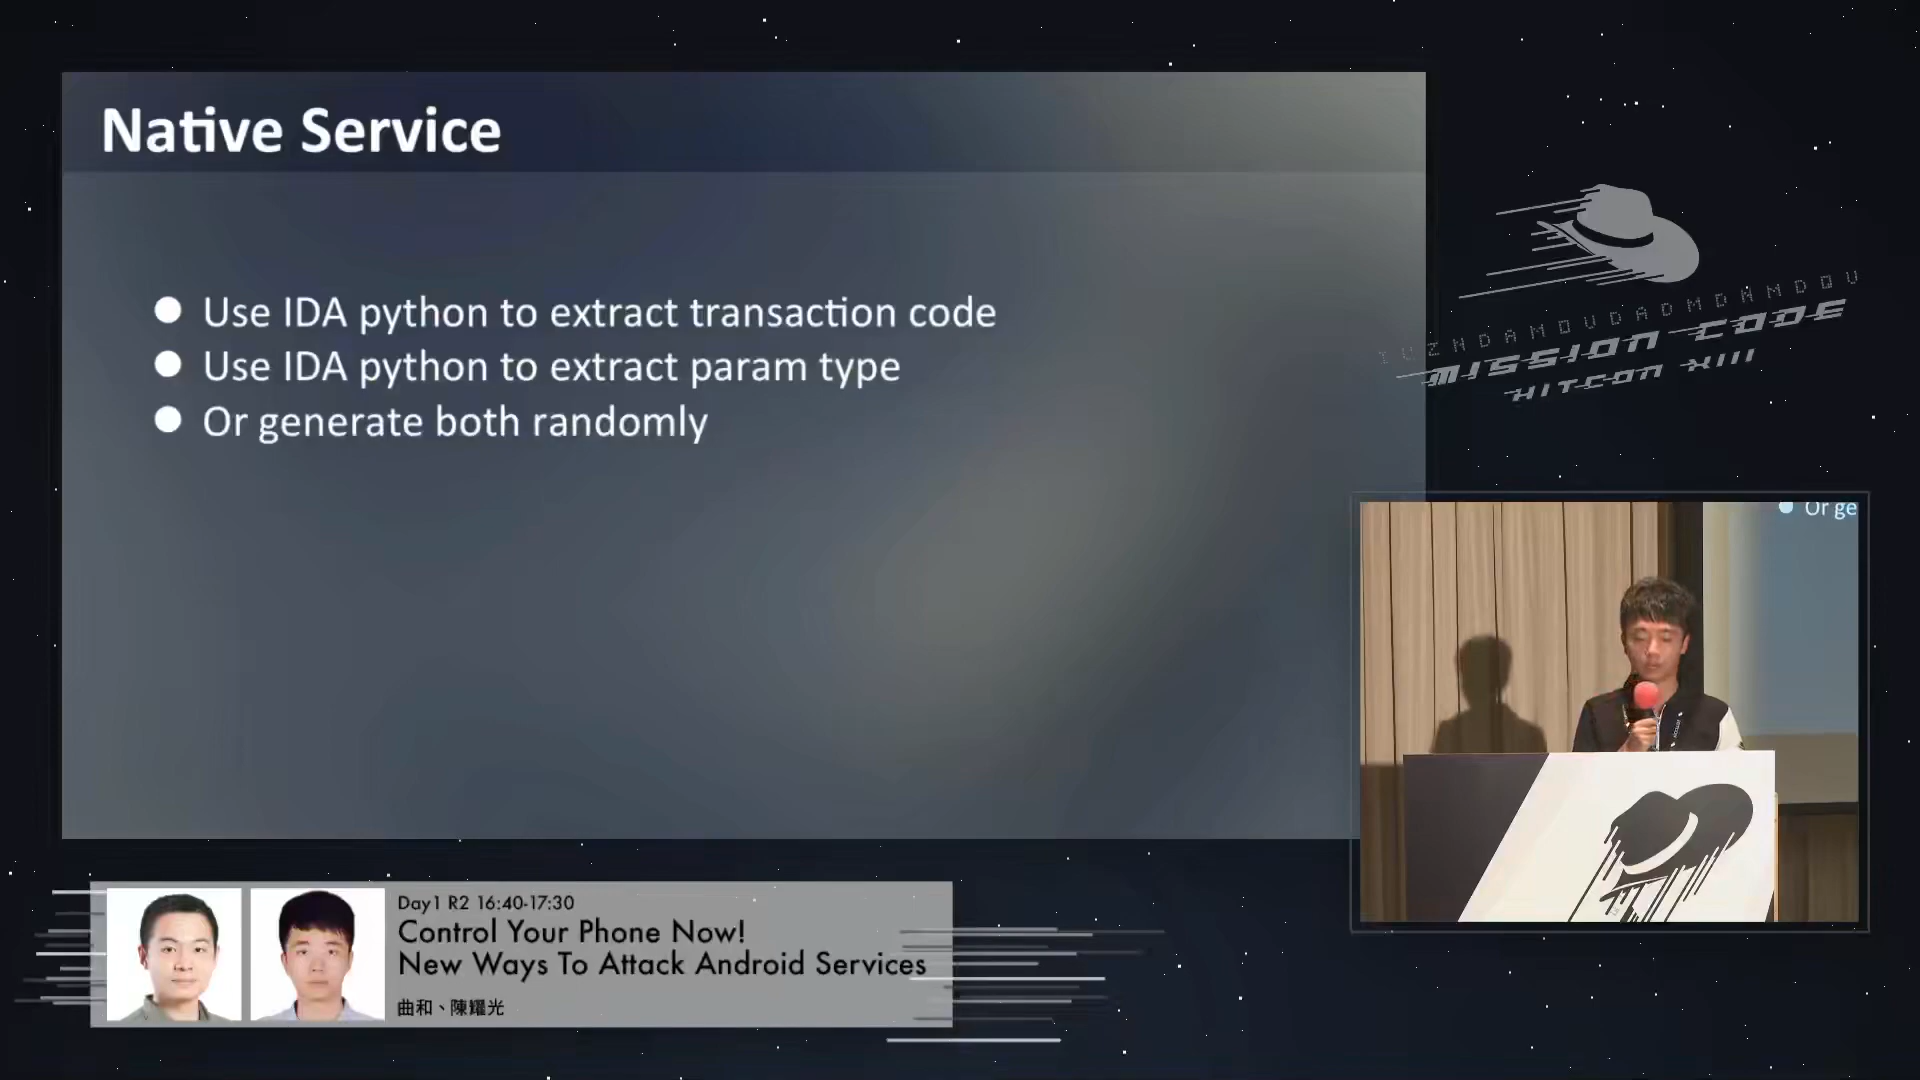 Native Service
Use IDA python to extract transaction code
Use IDA python to extract param type
Or generate both randomly
MISSION CODE
HITCON XIII
Or ge
Day1 R2 16:40-17:30
Control Your Phone Now!
New Ways To Attack Android Services
曲和、陳耀光